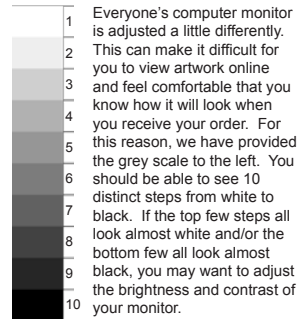 1
2
3
4
5
6
7
8
9
10
Everyone's computer monitor
is adjusted a little differently.
This can make it difficult for
you to view artwork online
and feel comfortable that you
know how it will look when
you receive your order.  For
this reason, we have provided
the grey scale to the left.  You
should be able to see 10
distinct steps from white to
black.  If the top few steps all
look almost white and/or the
bottom few all look almost
black, you may want to adjust
the brightness and contrast of
your monitor.